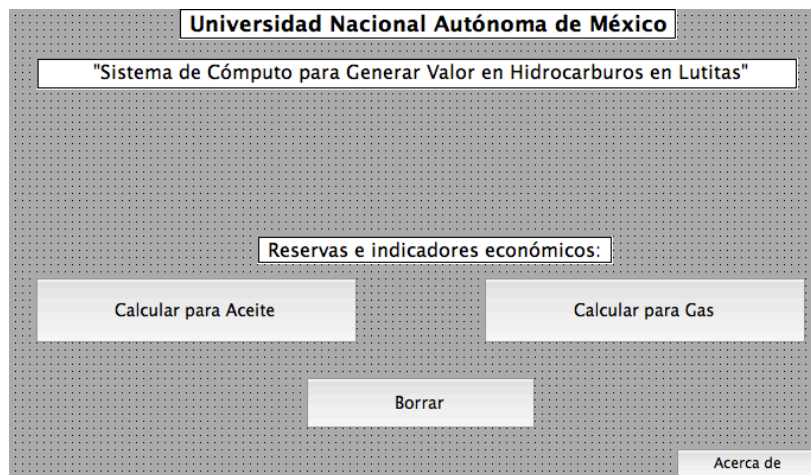 Universidad Nacional Autónoma de México
"Sistema de Cómputo para Generar Valor en Hidrocarburos en Lutitas"
Reservas e indicadores económicos:
Calcular para Aceite
Calcular para Gas
Borrar
Acerca de